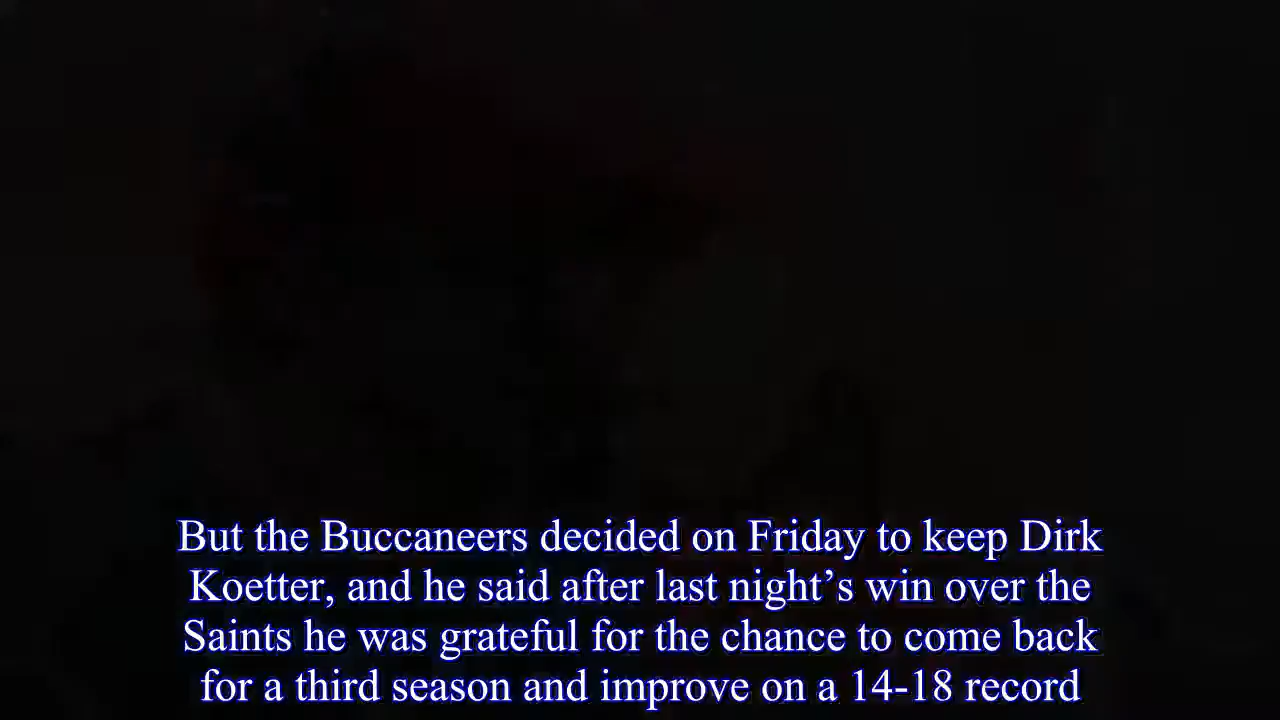 But the Buccaneers decided on Friday to keep Dirk
Koetter, and he said after last night’s win over the
Saints he was grateful for the chance to come back
for a third season and improve on a 14-18 record